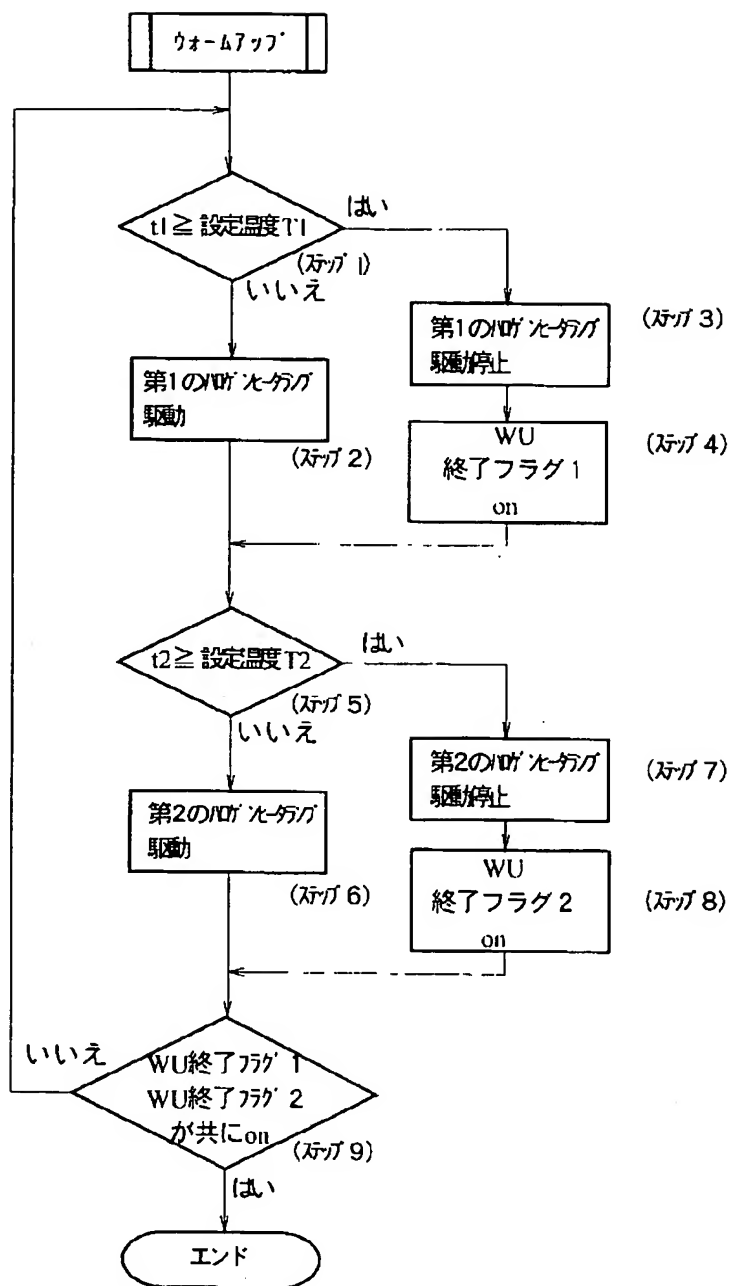 ウォームアップ
t1≧設定温度T1
はい
(ステップ1)
いいえ
第1のハロゲンヒータランプ
駆動
(ステップ2)
第1のハロゲンヒータランプ
駆動停止
(ステップ3)
WU
終了フラグ1
on
(ステップ4)
t2≧設定温度T2
はい
(ステップ5)
いいえ
第2のハロゲンヒータランプ
駆動
(ステップ6)
第2のハロゲンヒータランプ
駆動停止
(ステップ7)
WU
終了フラグ2
on
(ステップ8)
いいえ
WU終了フラグ1
WU終了フラグ2
が共にon
(ステップ9)
はい
エンド